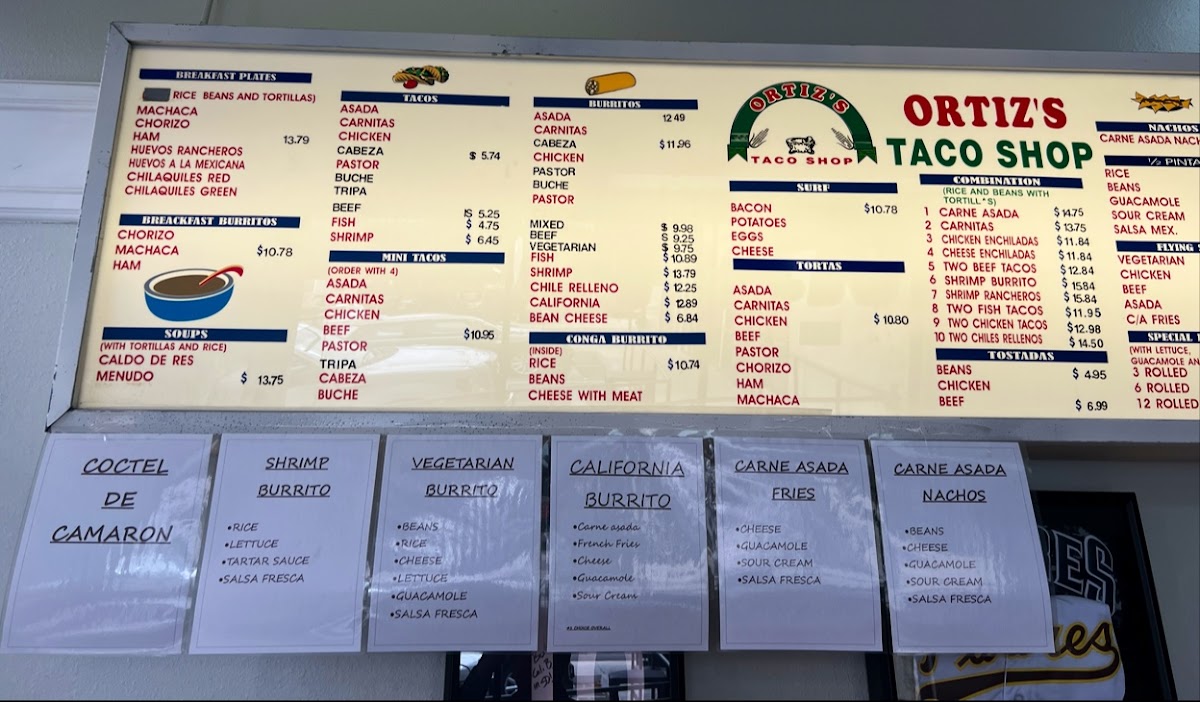 BREAKFAST PLATES
RICE BEANS AND TORTILLAS)
MACHACA
CHORIZO
HAM 13.79
HUEVOS RANCHEROS
HUEVOS A LA MEXICANA
CHILAQUILES RED
CHILAQUILES GREEN
BREACKFAST BURRITOS
CHORIZO
MACHACA $10.78
HAM
SOUPS
(WITH TORTILLAS AND RICE)
CALDO DE RES
MENUDO $ 13.75
TACOS
ASADA
CARNITAS
CHICKEN
CABEZA $ 5.74
PASTOR
BUCHE
TRIPA
BEEF IS 5.25
FISH $ 4.75
SHRIMP $ 6.45
MINI TACOS
(ORDER WITH 4)
ASADA
CARNITAS
CHICKEN
BEEF $10.95
PASTOR
TRIPA
CABEZA
BUCHE
BURRITOS
ASADA 12 49
CARNITAS
CABEZA $11.96
CHICKEN
PASTOR
BUCHE
PASTOR
MIXED $ 9.98
BEEF S 9.25
VEGETARIAN $ 9.75
FISH $10.89
SHRIMP $ 13.79
CHILE RELLENO $ 12.25
CALIFORNIA $ 12.89
BEAN CHEESE $ 6.84
CONGA BURRITO
(INSIDE)
RICE $10.74
BEANS
CHEESE WITH MEAT
ORTIZ'S
TACO SHOP
ORTIZ'S
TACO SHOP
SURF
BACON $10.78
POTATOES
EGGS
CHEESE
TORTAS
ASADA
CARNITAS
CHICKEN $ 10.80
BEEF
PASTOR
CHORIZO
HAM
MACHACA
COMBINATION
(RICE AND BEANS WITH
TORTILL*S)
1 CARNE ASADA $14.75
2 CARNITAS $ 13.75
3 CHICKEN ENCHILADAS $ 11.84
4 CHEESE ENCHILADAS $ 11.84
5 TWO BEEF TACOS $ 12.84
6 SHRIMP BURRITO $ 15.84
7 SHRIMP RANCHEROS $ 15.84
8 TWO FISH TACOS $ 11.95
9 TWO CHICKEN TACOS $12.98
10 TWO CHILES RELLENOS $ 14.50
TOSTADAS
BEANS $ 4.95
CHICKEN
BEEF $ 6.99
NACHOS
CARNE ASADA NACH
½ PINTA
RICE
BEANS
GUACAMOLE
SOUR CREAM
SALSA MEX.
FLYING
VEGETARIAN
CHICKEN
BEEF
ASADA
C/A FRIES
SPECIAL
(WITH LETTUCE,
GUACAMOLE AN
3 ROLLED
6 ROLLED
12 ROLLED
COCTEL
DE
CAMARON
SHRIMP
BURRITO
•RICE
•LETTUCE
•TARTAR SAUCE
•SALSA FRESCA
VEGETARIAN
BURRITO
•BEANS
•RICE
•CHEESE
•LETTUCE
•GUACAMOLE
•SALSA FRESCA
CALIFORNIA
BURRITO
•Carne asada
•French Fries
•Cheese
•Guacamole
•Sour Cream
CARNE ASADA
FRIES
•CHEESE
•GUACAMOLE
•SOUR CREAM
•SALSA FRESCA
CARNE ASADA
NACHOS
•BEANS
•CHEESE
•GUACAMOLE
•SOUR CREAM
•SALSA FRESCA